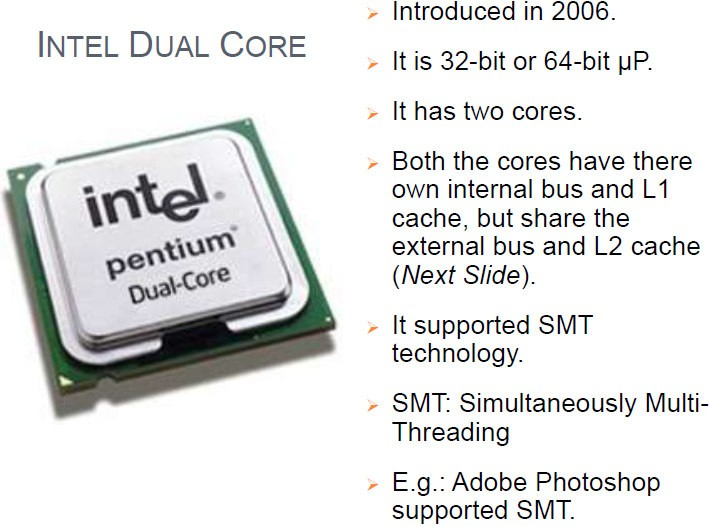 INTEL DUAL CORE
intel®
pentium®
Dual-Core
➢ Introduced in 2006.
➢ It is 32-bit or 64-bit µP.
➢ It has two cores.
➢ Both the cores have there
own internal bus and L1
cache, but share the
external bus and L2 cache
(Next Slide).
➢ It supported SMT
technology.
➢ SMT: Simultaneously Multi-
Threading
➢ E.g.: Adobe Photoshop
supported SMT.